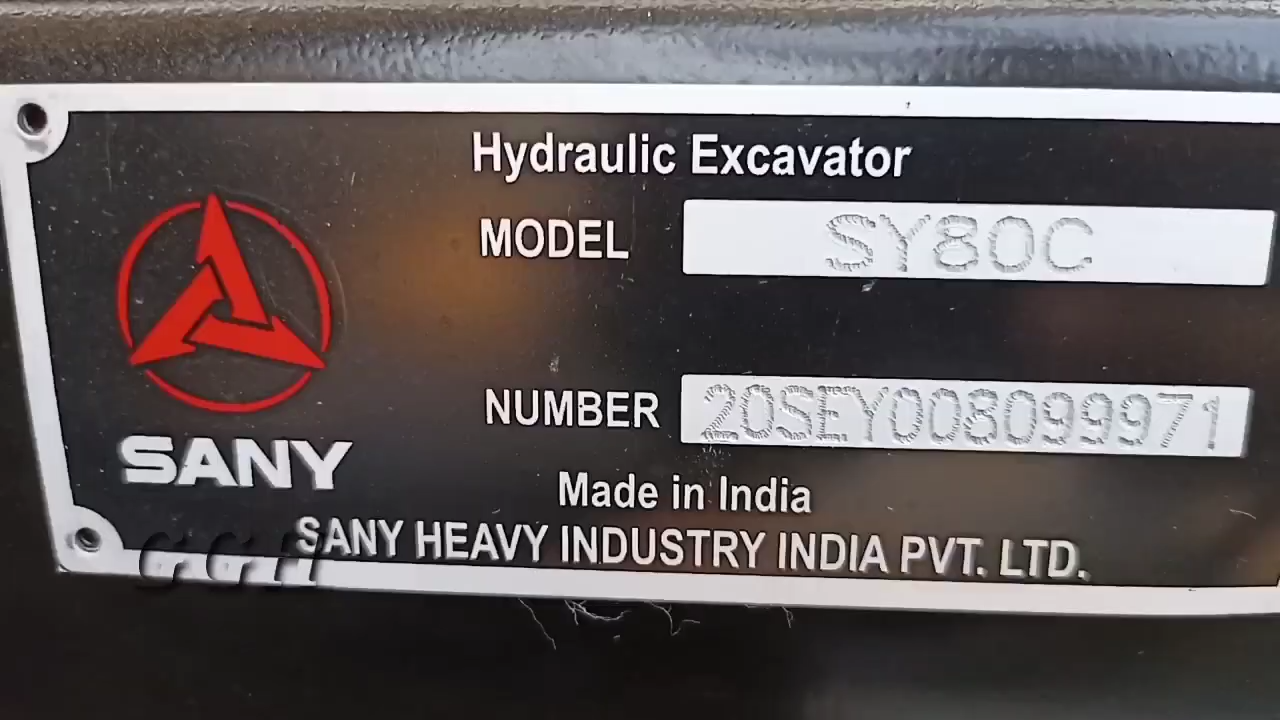 Hydraulic Excavator
MODEL SY80C
NUMBER 20SEY008099971
SANY
Made in India
SANY HEAVY INDUSTRY INDIA PVT. LTD.